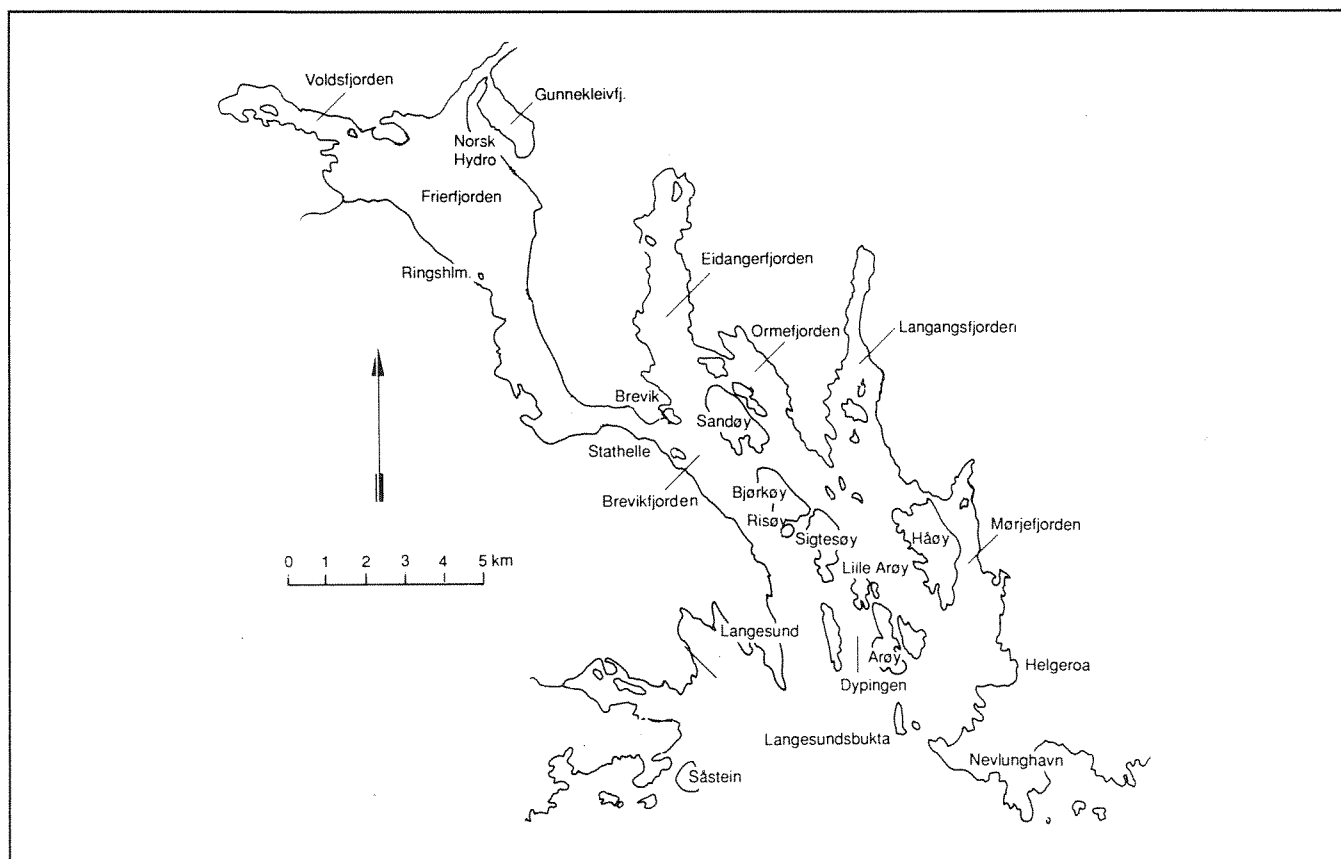 Voldsfjorden
Gunnekleivfj.
Norsk
Hydro
Frierfjorden
Ringshlm.
Eidangerfjorden
Ormefjorden
Langangsfjorden
Brevik
Sandøy
Stathelle
Brevikfjorden
Bjørkøy
Risøy
Sigtesøy
Håøy
Mørjefjorden
Lille Arøy
0 1 2 3 4 5 km
Langesund
Arøy
Helgeroa
Dypingen
Langesundsbukta
Nevlunghavn
Såstein